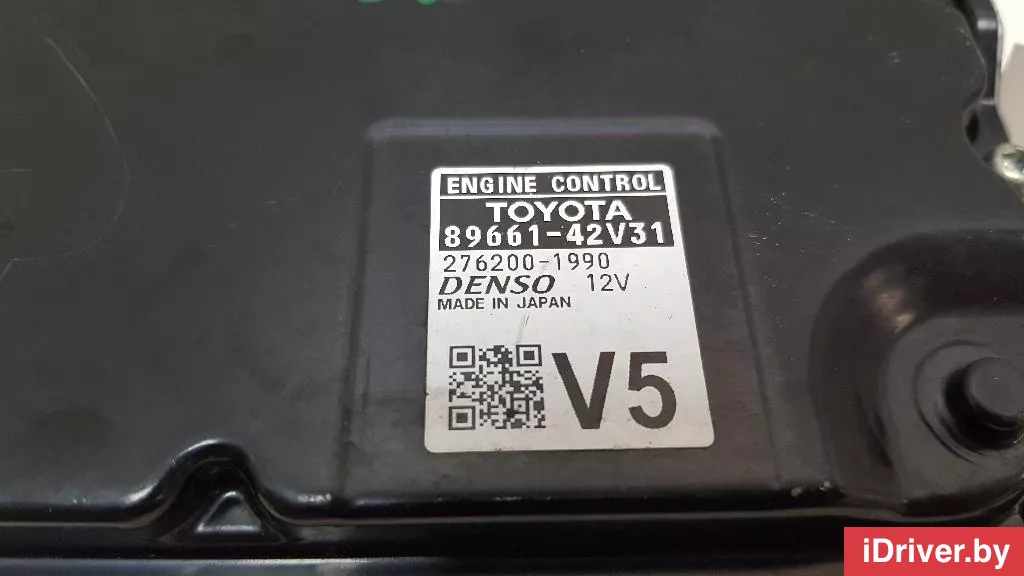 ENGINE CONTROL
TOYOTA
89661-42V31
276200-1990
DENSO 12V
MADE IN JAPAN
V5
iDriver.by